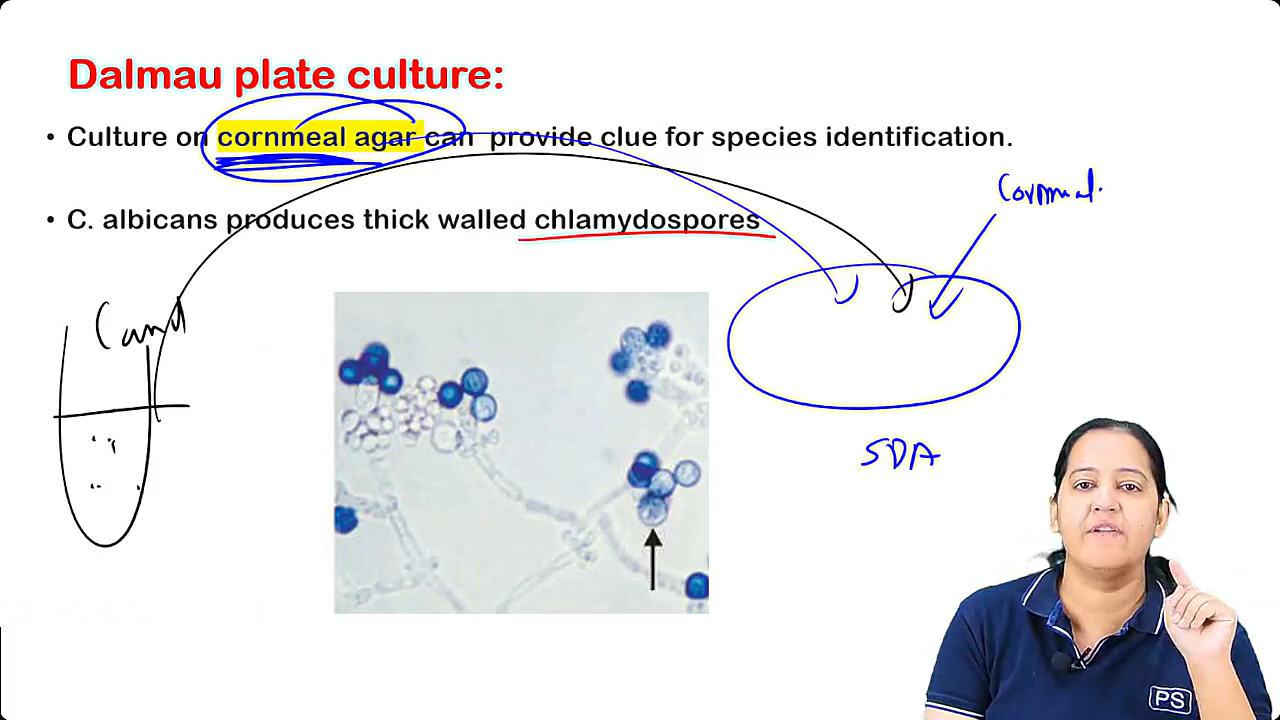 Dalmau plate culture:
• Culture on cornmeal agar can provide clue for species identification.
• C. albicans produces thick walled chlamydospores
Cornmeal.
Cand
SDA
PS